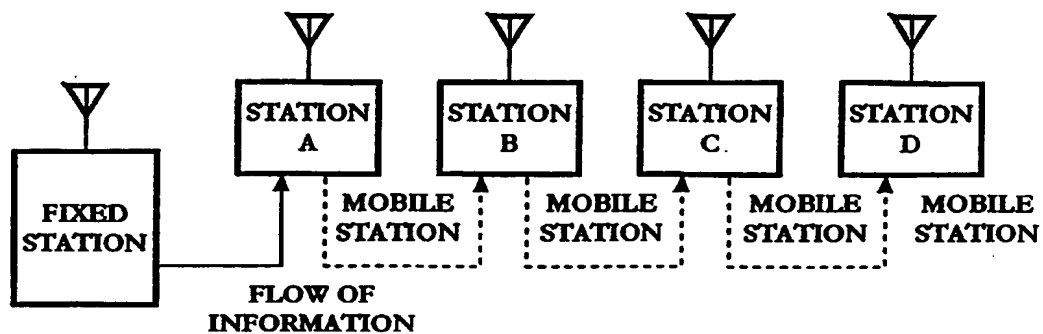 STATION
A
STATION
B
STATION
C.
STATION
D
FIXED
STATION
MOBILE
STATION
MOBILE
STATION
MOBILE
STATION
MOBILE
STATION
FLOW OF
INFORMATION